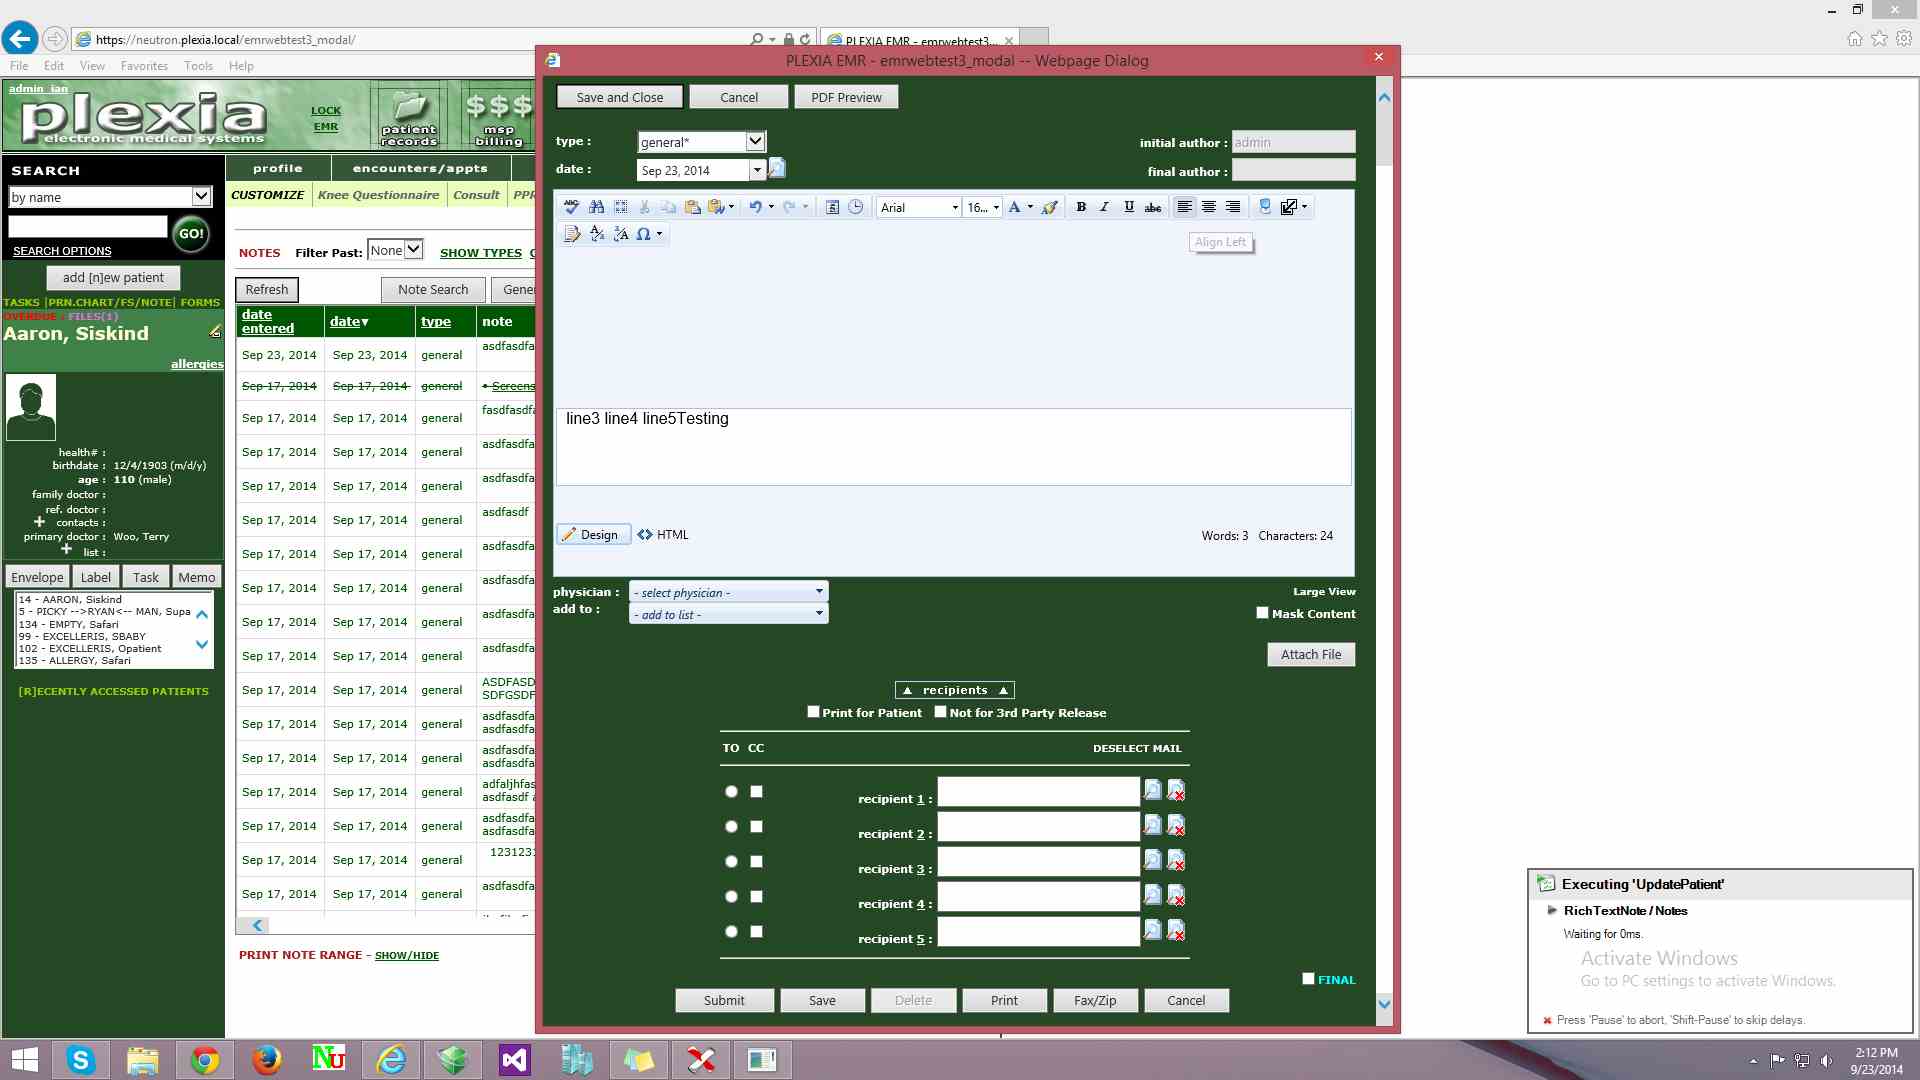 https://neutron.plexia.local/emrwebtest3_modal/
PLEXIA EMR - emrwebtest3...
File Edit View Favorites Tools Help
PLEXIA EMR - emrwebtest3_modal -- Webpage Dialog
admin_ian
plexia
electronic medical systems
LOCK
EMR
patient
records
$$$
msp
billing
SEARCH
by name
GO!
SEARCH OPTIONS
add [n]ew patient
TASKS |PRN.CHART/FS/NOTE| FORMS
OVERDUE : FILES(1)
Aaron, Siskind
allergies
health# :
birthdate : 12/4/1903 (m/d/y)
age : 110 (male)
family doctor :
ref. doctor :
contacts :
primary doctor : Woo, Terry
list :
Envelope Label Task Memo
14 - AARON, Siskind
5 - PICKY -->RYAN<-- MAN, Supa
134 - EMPTY, Safari
99 - EXCELLERIS, SBABY
102 - EXCELLERIS, Opatient
135 - ALLERGY, Safari
[R]ECENTLY ACCESSED PATIENTS
profile encounters/appts
CUSTOMIZE Knee Questionnaire Consult PPR
NOTES Filter Past: None SHOW TYPES
Refresh Note Search Gener
date entered date▼ type note
Sep 23, 2014 Sep 23, 2014 general asdfasdfa
Sep 17, 2014 Sep 17, 2014 general • Screens
Sep 17, 2014 Sep 17, 2014 general fasdfasdfa
Sep 17, 2014 Sep 17, 2014 general asdfasdfa
Sep 17, 2014 Sep 17, 2014 general asdfasdfa
Sep 17, 2014 Sep 17, 2014 general asdfasdf
Sep 17, 2014 Sep 17, 2014 general asdfasdfa
Sep 17, 2014 Sep 17, 2014 general asdfasdfa
Sep 17, 2014 Sep 17, 2014 general asdfasdfa
Sep 17, 2014 Sep 17, 2014 general asdfasdfa
Sep 17, 2014 Sep 17, 2014 general ASDFASD
SDFGSDF
Sep 17, 2014 Sep 17, 2014 general asdfasdfa
asdfasdfa
Sep 17, 2014 Sep 17, 2014 general asdfasdfa
asdfasdfa
Sep 17, 2014 Sep 17, 2014 general adfaljhfas
asdfasdf a
Sep 17, 2014 Sep 17, 2014 general asdfasdfa
asdfasdfa
Sep 17, 2014 Sep 17, 2014 general 123123
Sep 17, 2014 Sep 17, 2014 general asdfasdfa
PRINT NOTE RANGE - SHOW/HIDE
Save and Close Cancel PDF Preview
type : general*
initial author : admin
date : Sep 23, 2014
final author :
Arial 16... A B I U abc
Align Left
line3 line4 line5Testing
Design HTML
Words: 3 Characters: 24
physician : - select physician -
Large View
add to : - add to list -
Mask Content
Attach File
▲ recipients ▲
Print for Patient Not for 3rd Party Release
TO CC DESELECT MAIL
recipient 1 :
recipient 2 :
recipient 3 :
recipient 4 :
recipient 5 :
FINAL
Submit Save Delete Print Fax/Zip Cancel
Executing 'UpdatePatient'
RichTextNote / Notes
Waiting for 0ms.
Activate Windows
Go to PC settings to activate Windows.
Press 'Pause' to abort, 'Shift-Pause' to skip delays.
2:12 PM
9/23/2014